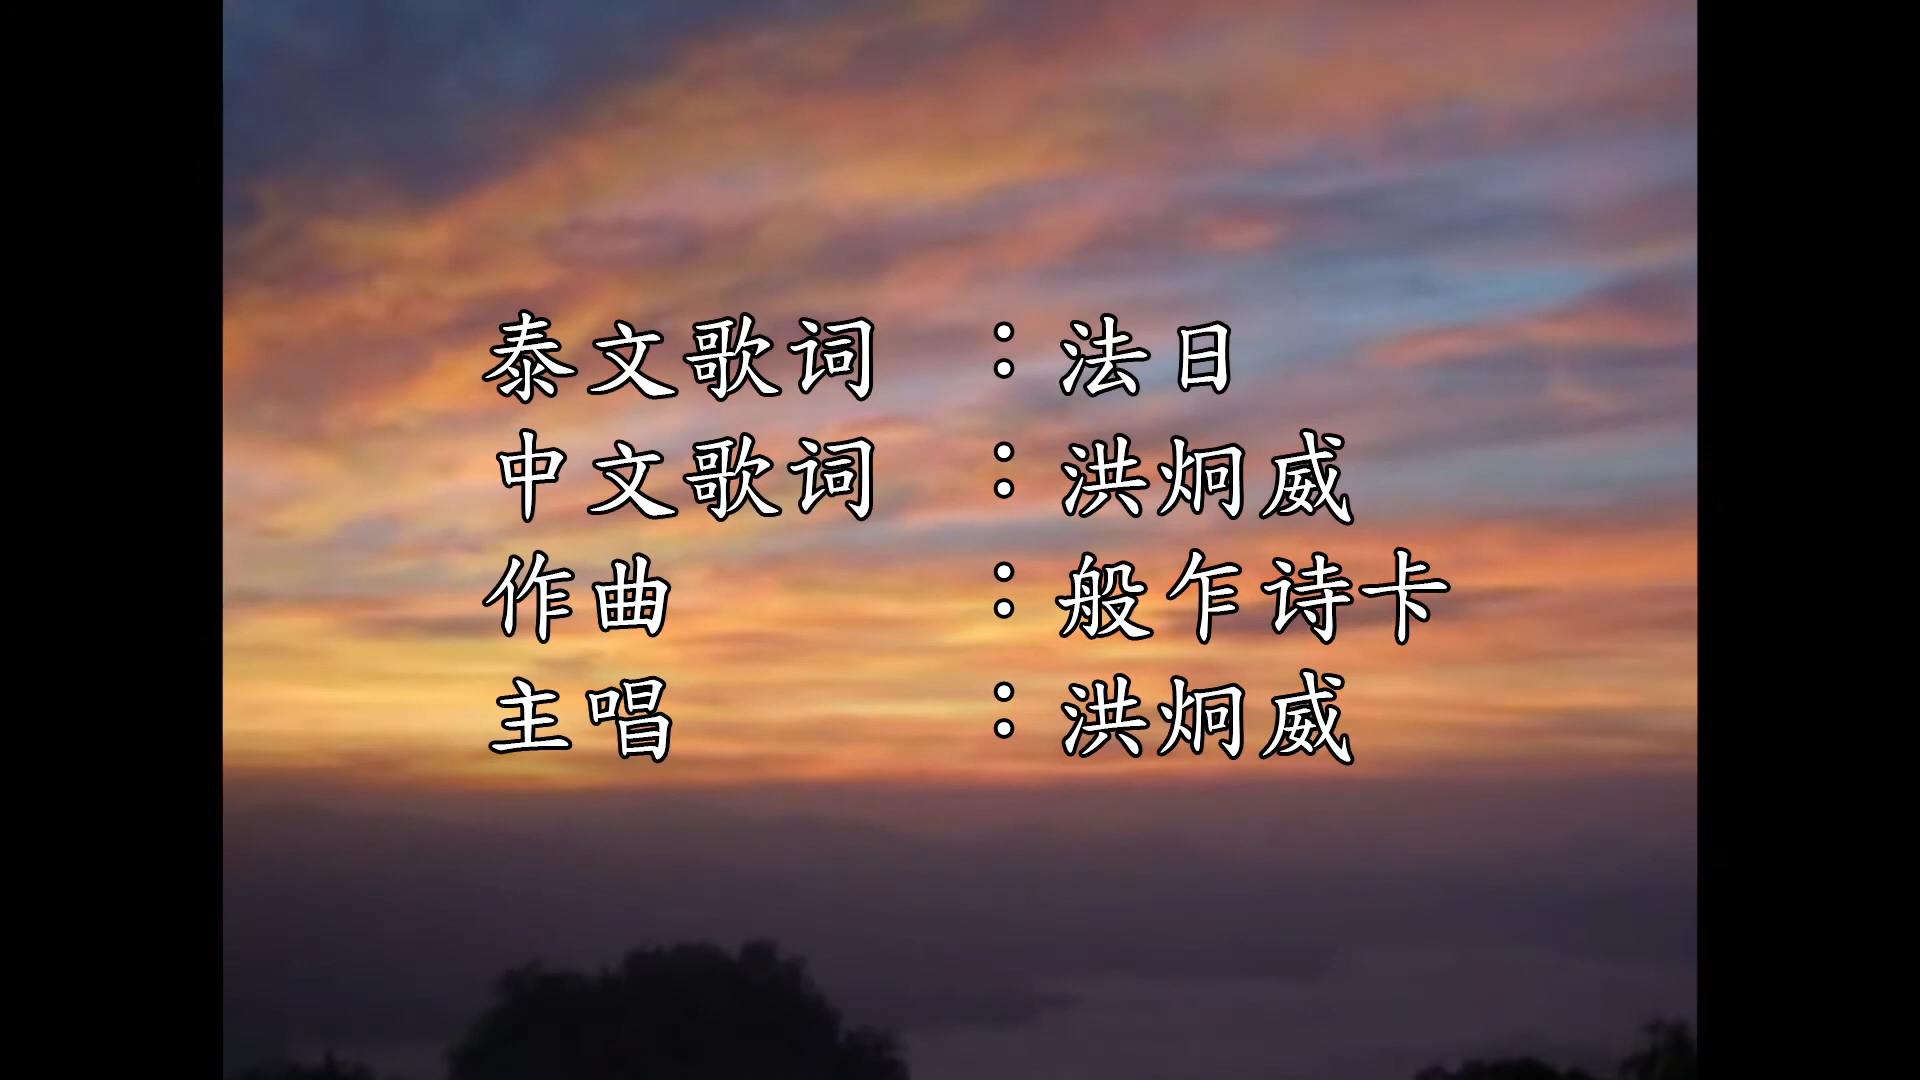 泰文歌词 ：法日
中文歌词 ：洪炯威
作曲 ：般乍诗卡
主唱 ：洪炯威